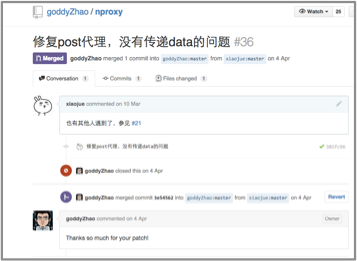 goddyZhao / nproxy
Watch 25
修复post代理，没有传递data的问题 #36
Merged goddyZhao merged 1 commit into goddyZhao:master from xiaojue:master on 4 Apr
Conversation 1 Commits 1 Files changed 1
xiaojue commented on 10 Mar
也有其他人遇到了，参见 #21
修复post代理，没有传递data的问题
goddyZhao closed this on 4 Apr
goddyZhao merged commit into goddyZhao:master from xiaojue:master on 4 Apr Revert
goddyZhao commented on 4 Apr Owner
Thanks so much for your patch!